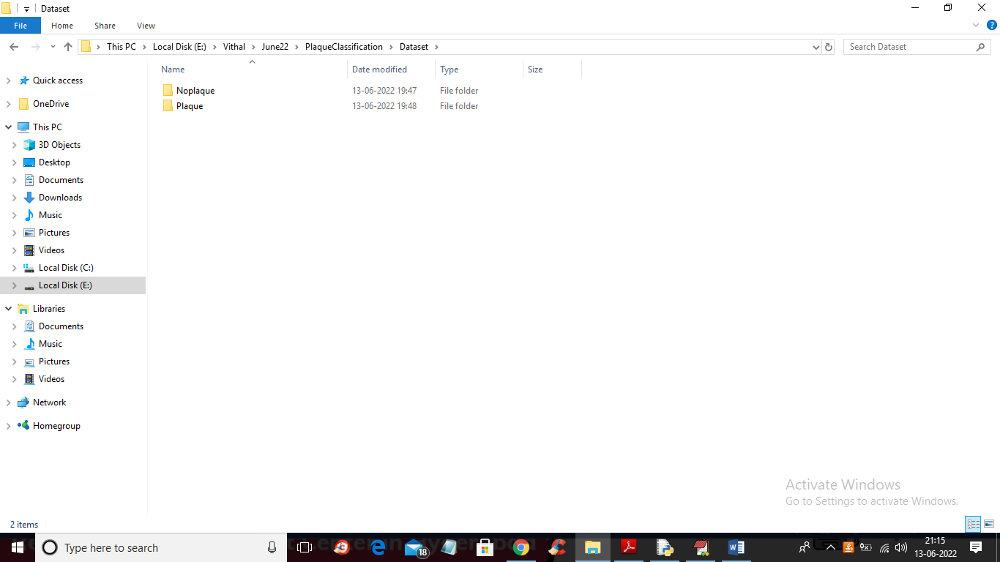 Dataset
File Home Share View
This PC Local Disk (E:) Vithal June22 PlaqueClassification Dataset
Search Dataset
Name Date modified Type Size
Noplaque 13-06-2022 19:47 File folder
Plaque 13-06-2022 19:48 File folder
Quick access
OneDrive
This PC
3D Objects
Desktop
Documents
Downloads
Music
Pictures
Videos
Local Disk (C:)
Local Disk (E:)
Libraries
Documents
Music
Pictures
Videos
Network
Homegroup
Activate Windows
Go to Settings to activate Windows.
2 items
Type here to search
18
21:15
13-06-2022